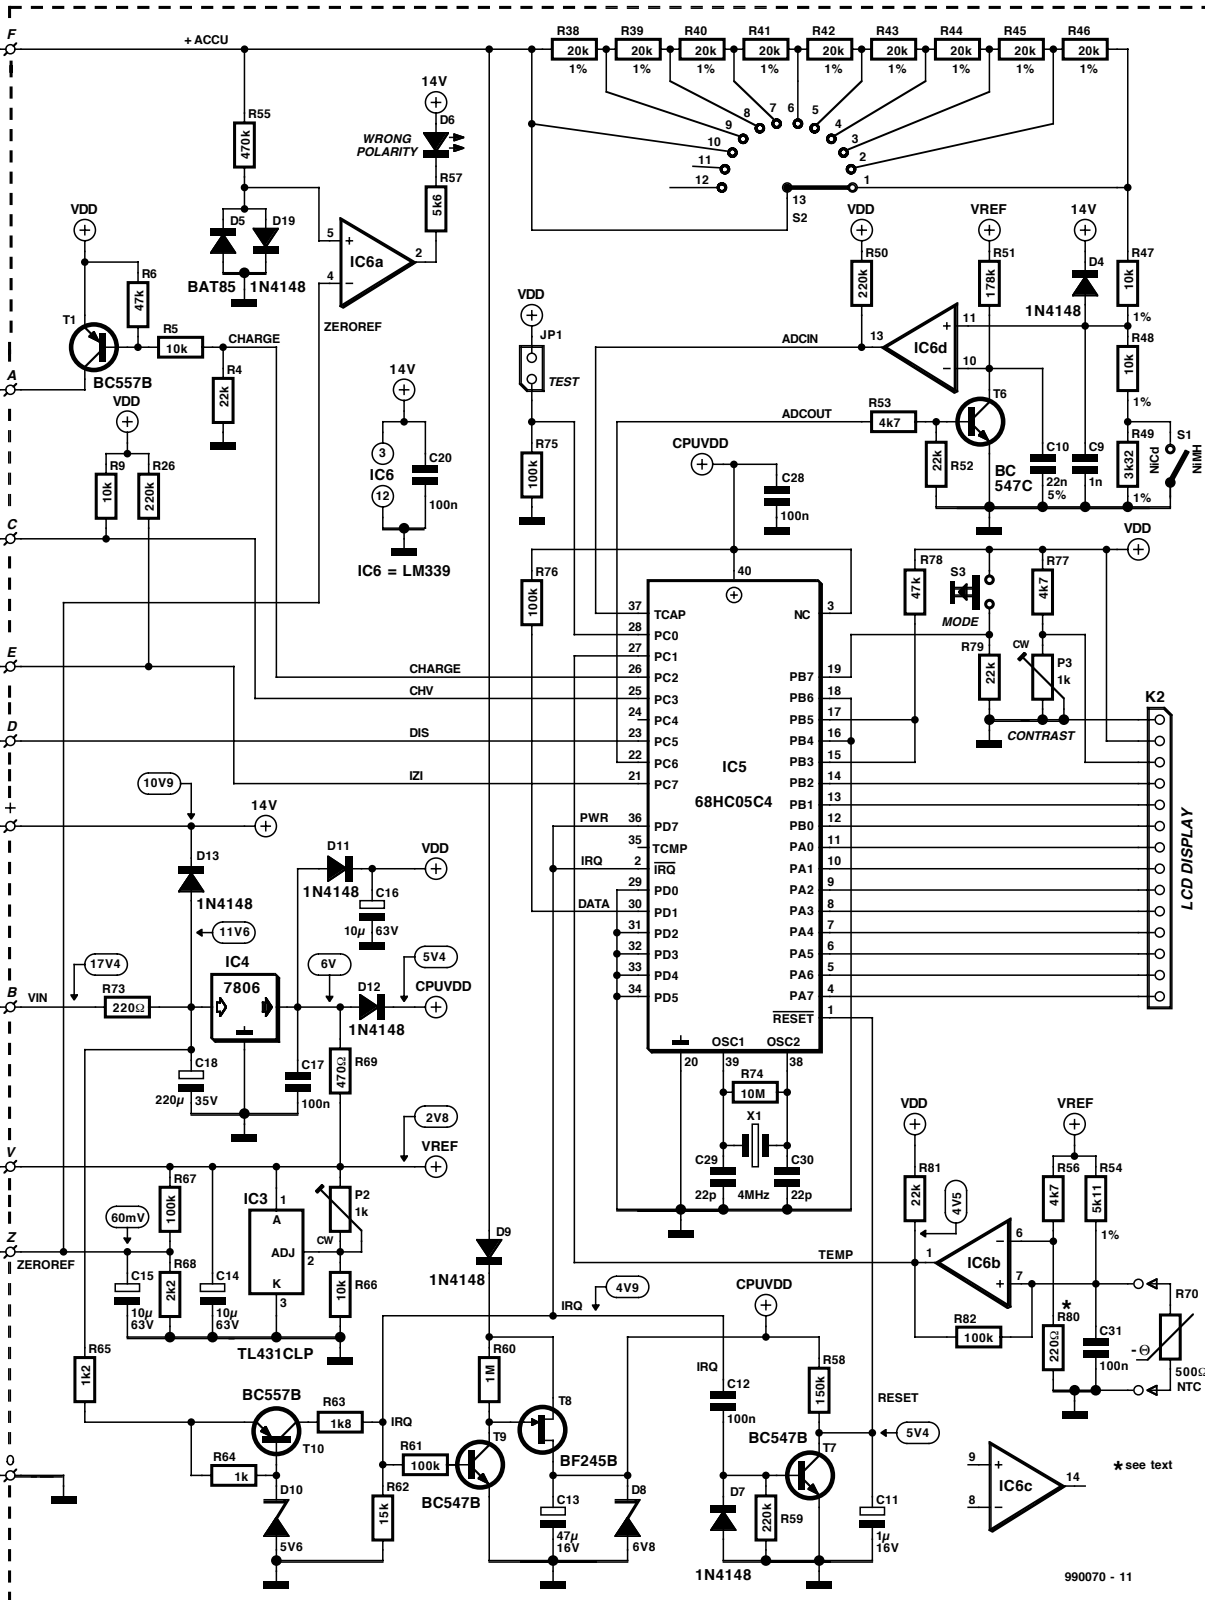 F
+ ACCU
R38 R39 R40 R41 R42 R43 R44 R45 R46
20k 20k 20k 20k 20k 20k 20k 20k 20k
1% 1% 1% 1% 1% 1% 1% 1% 1%
14V
D6
WRONG
POLARITY
R55
470k
R57
5k6
12 11 10 9 8 7 6 5 4 3 2 1
13
S2
VDD
R6
47k
T1
R5
10k
CHARGE
R4
22k
A
BC557B
D5
D19
BAT85
1N4148
5
+
4
−
2
IC6a
ZEROREF
VDD
JP1
TEST
VDD
R50
220k
VREF
R51
178k
14V
D4
1N4148
R47
10k
1%
R48
10k
1%
ADCIN
13
IC6d
+
11
−
10
T6
ADCOUT
R53
4k7
22k
R52
BC
547C
C10
22n
5%
C9
1n
R49
3k32
1%
S1
NiCd
NiMH
14V
3
IC6
12
C20
100n
IC6 = LM339
R75
100k
CPUVDD
C28
100n
VDD
R9
10k
R26
220k
C
R76
100k
VDD
R78
47k
S3
MODE
R77
4k7
R79
22k
CW
P3
1k
CONTRAST
K2
LCD DISPLAY
E
D
CHARGE
CHV
DIS
IZI
PWR
IRQ
DATA
IC5
68HC05C4
40
37 TCAP
28 PC0
27 PC1
26 PC2
25 PC3
24 PC4
23 PC5
22 PC6
21 PC7
36 PD7
35 TCMP
2 IRQ
29 PD0
30 PD1
31 PD2
32 PD3
33 PD4
34 PD5
NC 3
PB7 19
PB6 18
PB5 17
PB4 16
PB3 15
PB2 14
PB1 13
PB0 12
PA0 11
PA1 10
PA2 9
PA3 8
PA4 7
PA5 6
PA6 5
PA7 4
RESET 1
OSC1 OSC2
20 39 38
R74
10M
X1
C29
22p
4MHz
C30
22p
+
10V9
14V
D13
1N4148
11V6
D11
1N4148
VDD
C16
10µ
63V
17V4
B
VIN
R73
220Ω
IC4
7806
6V
D12
1N4148
5V4
CPUVDD
C18
220µ
35V
C17
100n
R69
470Ω
2V8
VREF
V
R67
100k
IC3
1
A
ADJ
2
K
3
P2
1k
CW
60mV
Z
ZEROREF
C15
10µ
63V
R68
2k2
C14
10µ
63V
R66
10k
TL431CLP
D9
1N4148
IRQ
4V9
TEMP
VDD
R81
22k
4V5
VREF
R56
4k7
R54
5k11
1%
1
IC6b
−
6
+
7
R82
100k
*
R80
220Ω
C31
100n
R70
-Θ
500Ω
NTC
R65
1k2
BC557B
T10
R63
1k8
IRQ
R64
1k
D10
5V6
R61
100k
R62
15k
R60
1M
T9
BC547B
T8
BF245B
C13
47µ
16V
D8
6V8
CPUVDD
IRQ
C12
100n
R58
150k
RESET
5V4
BC547B
T7
D7
1N4148
220k
R59
C11
1µ
16V
0
9
+
8
−
IC6c
14
* see text
990070 - 11